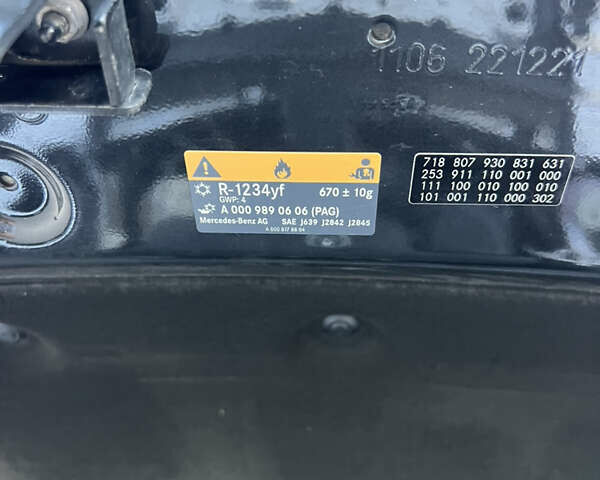 1106 221221
R-1234yf 670 ± 10g
GWP: 4
A 000 989 06 06 (PAG)
Mercedes-Benz AG SAE J639 J2842 J2845
718 807 930 831 631
253 911 110 001 000
111 100 010 100 010
101 001 110 000 302